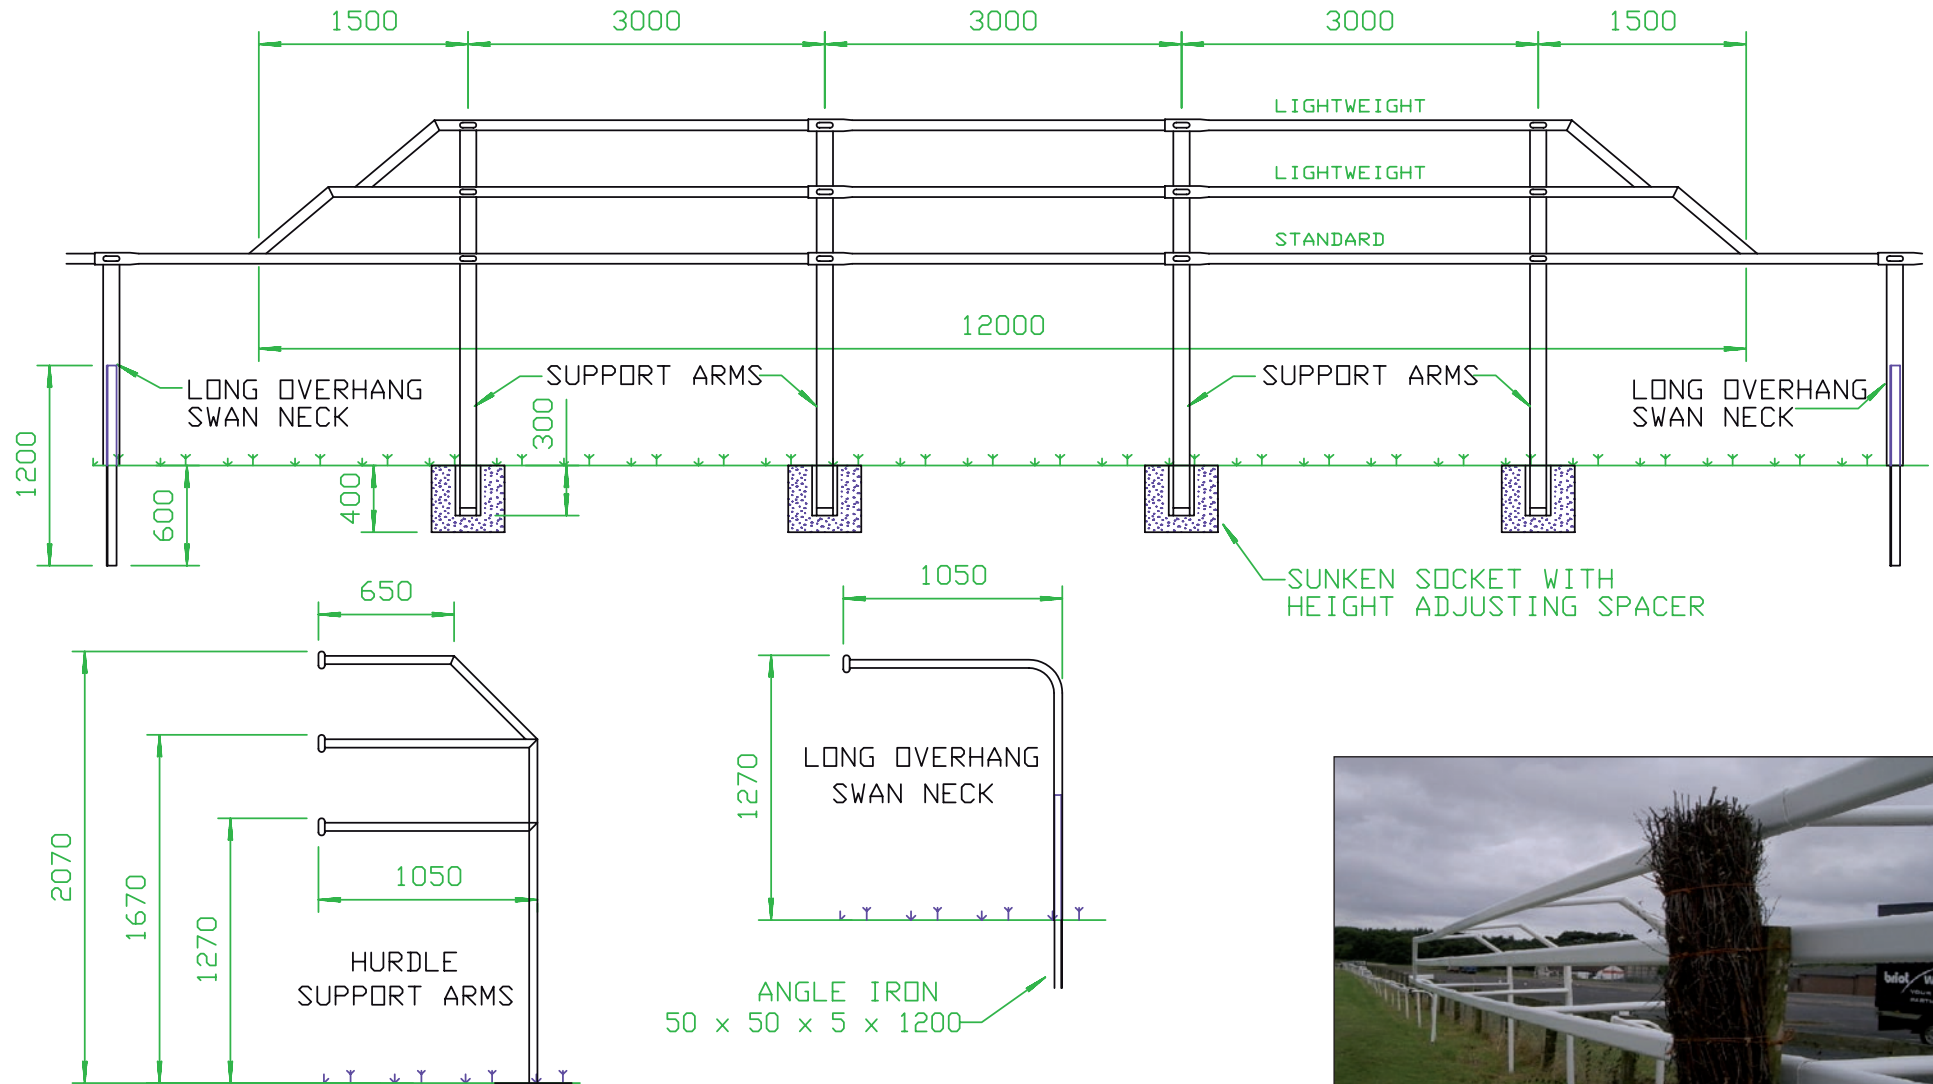 1500
3000
3000
3000
1500
LIGHTWEIGHT
LIGHTWEIGHT
STANDARD
12000
LONG OVERHANG
SWAN NECK
SUPPORT ARMS
SUPPORT ARMS
LONG OVERHANG
SWAN NECK
1200
600
400
300
SUNKEN SOCKET WITH
HEIGHT ADJUSTING SPACER
650
2070
1670
1270
1050
HURDLE
SUPPORT ARMS
1050
1270
LONG OVERHANG
SWAN NECK
ANGLE IRON
50 x 50 x 5 x 1200
briot